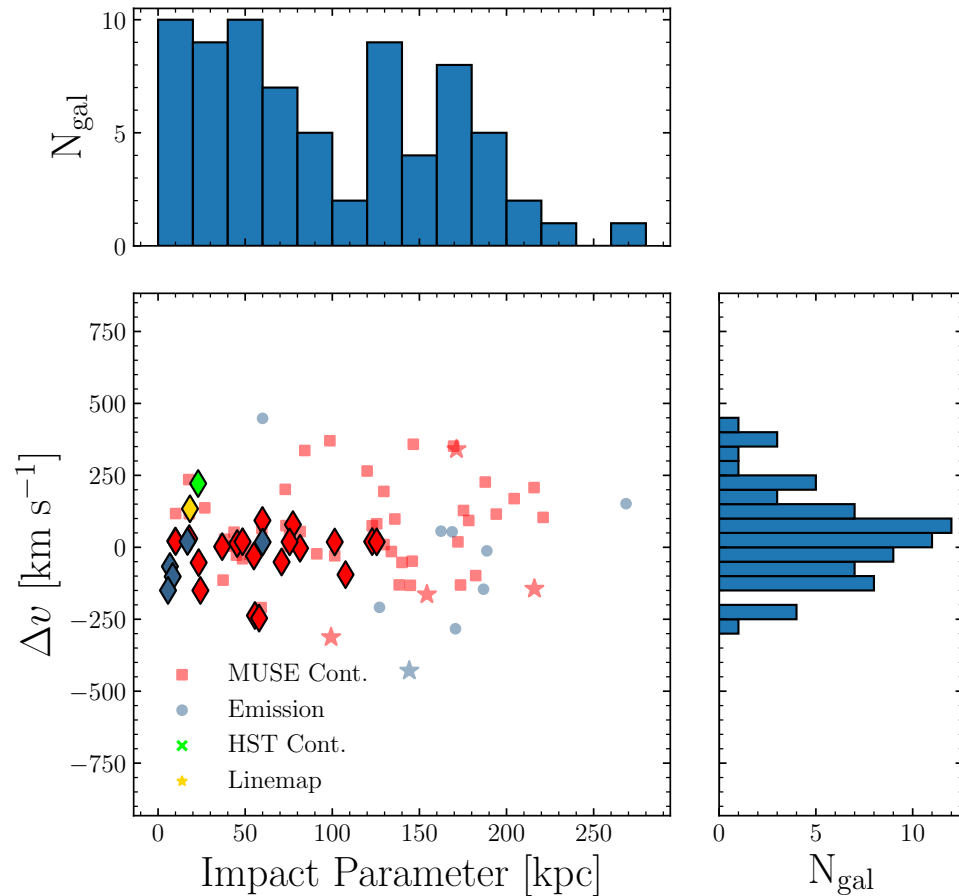 10
5
0
N_gal
750
500
250
0
−250
−500
−750
Δv [km s⁻¹]
MUSE Cont.
Emission
HST Cont.
Linemap
0 50 100 150 200 250
Impact Parameter [kpc]
0 5 10
N_gal